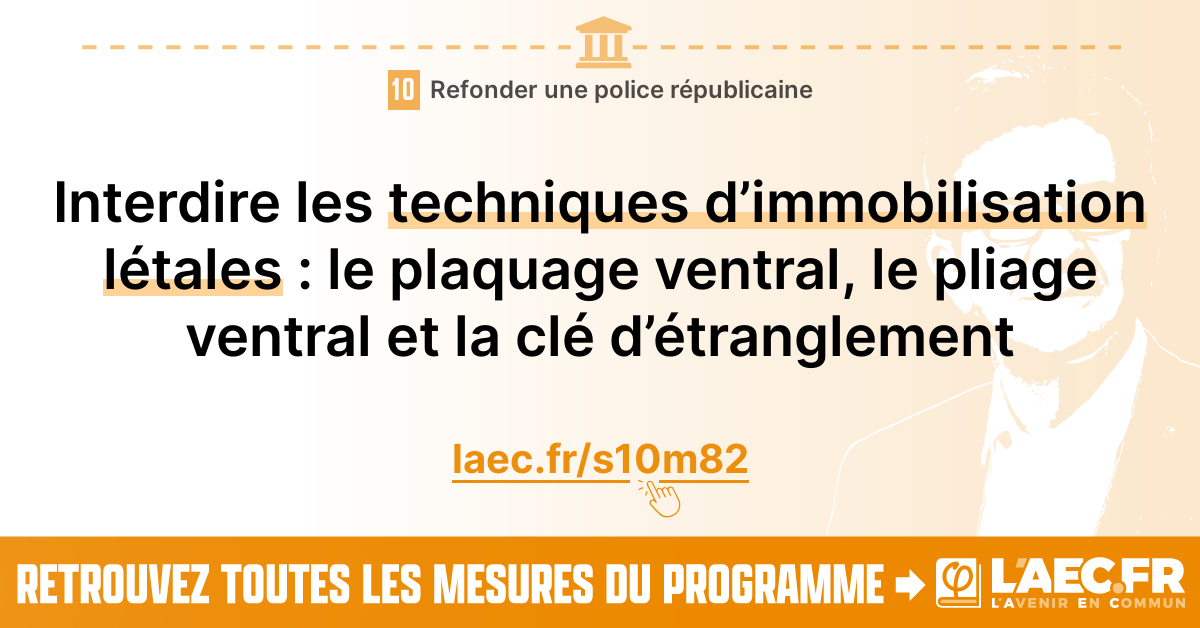 10 Refonder une police républicaine
Interdire les techniques d’immobilisation
létales : le plaquage ventral, le pliage
ventral et la clé d’étranglement
laec.fr/s10m82
RETROUVEZ TOUTES LES MESURES DU PROGRAMME
L'AEC.FR
L'AVENIR EN COMMUN